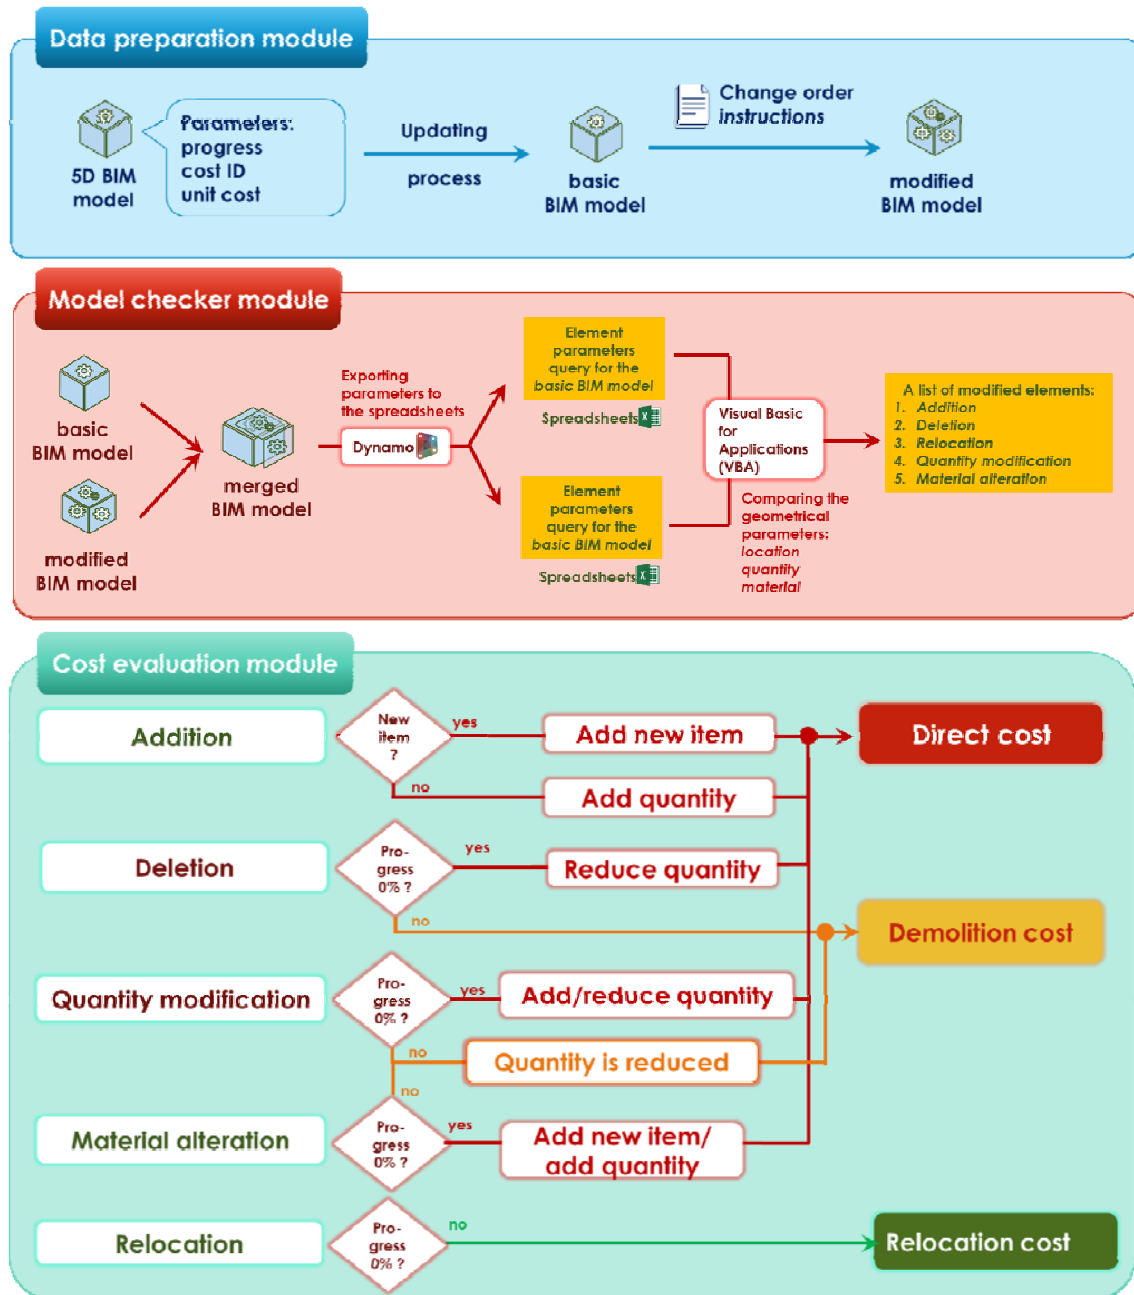 Data preparation module
Parameters:
progress
cost ID
unit cost
5D BIM
model
Updating
process
basic
BIM model
Change order
instructions
modified
BIM model
Model checker module
basic
BIM model
modified
BIM model
merged
BIM model
Exporting
parameters to
the spreadsheets
Dynamo
Element
parameters
query for the
basic BIM model
Spreadsheets
Element
parameters
query for the
basic BIM model
Spreadsheets
Visual Basic
for
Applications
(VBA)
Comparing the
geometrical
parameters:
location
quantity
material
A list of modified elements:
1. Addition
2. Deletion
3. Relocation
4. Quantity modification
5. Material alteration
Cost evaluation module
Addition
New
item
?
yes
Add new item
Direct cost
no
Add quantity
Deletion
Pro-
gress
0% ?
yes
Reduce quantity
no
Demolition cost
Quantity modification
Pro-
gress
0% ?
yes
Add/reduce quantity
no
Quantity is reduced
no
Material alteration
Pro-
gress
0% ?
yes
Add new item/
add quantity
Relocation
Pro-
gress
0% ?
no
Relocation cost